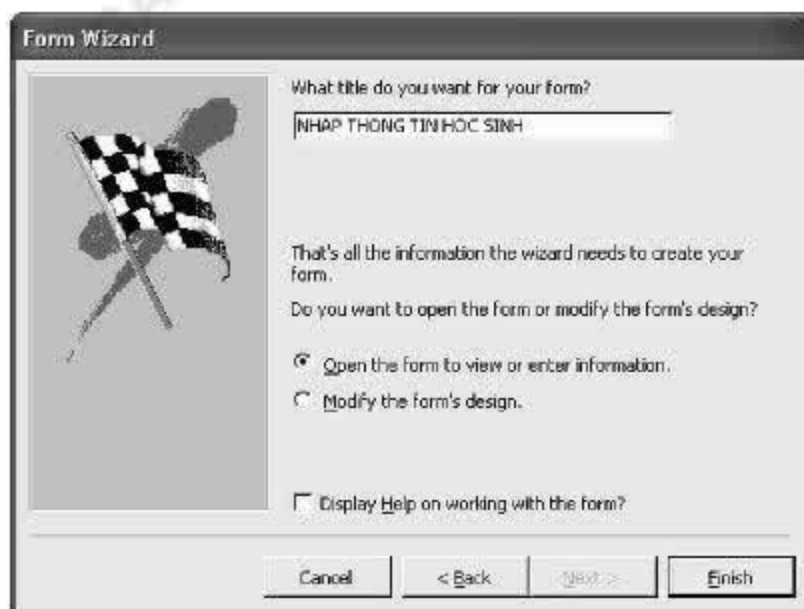 Form Wizard
What title do you want for your form?
NHAP THONG TIN HOC SINH
That's all the information the wizard needs to create your
form.
Do you want to open the form or modify the form's design?
Open the form to view or enter information.
Modify the form's design.
Display Help on working with the form?
Cancel
< Back
Next >
Finish